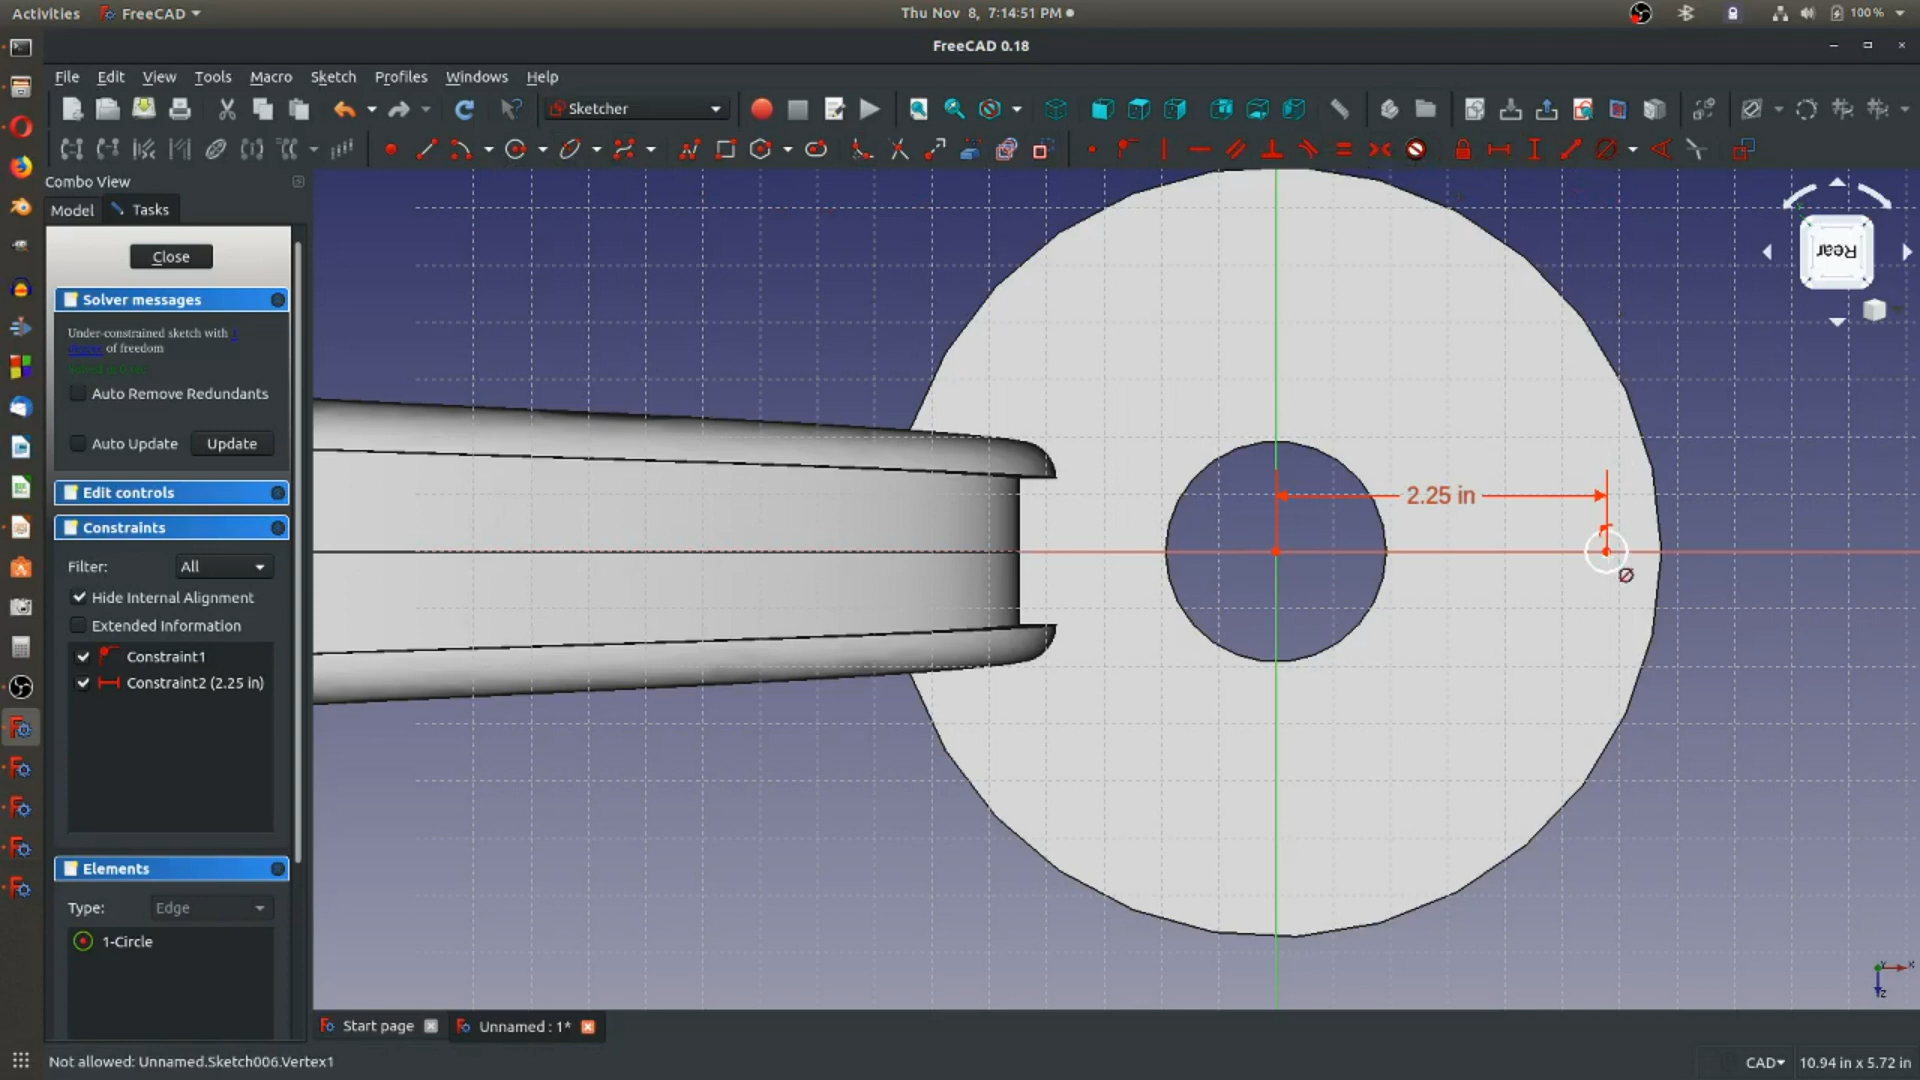 Activities
FreeCAD
Thu Nov 8, 7:14:51 PM
100%
FreeCAD 0.18
File Edit View Tools Macro Sketch Profiles Windows Help
Sketcher
Combo View
Model
Tasks
Close
Solver messages
Under-constrained sketch with 1
degree of freedom
Auto Remove Redundants
Auto Update
Update
Edit controls
Constraints
Filter:
All
Hide Internal Alignment
Extended Information
Constraint1
Constraint2 (2.25 in)
Elements
Type:
Edge
1-Circle
2.25 in
Rear
Start page
Unnamed : 1*
Not allowed: Unnamed.Sketch006.Vertex1
CAD
10.94 in x 5.72 in